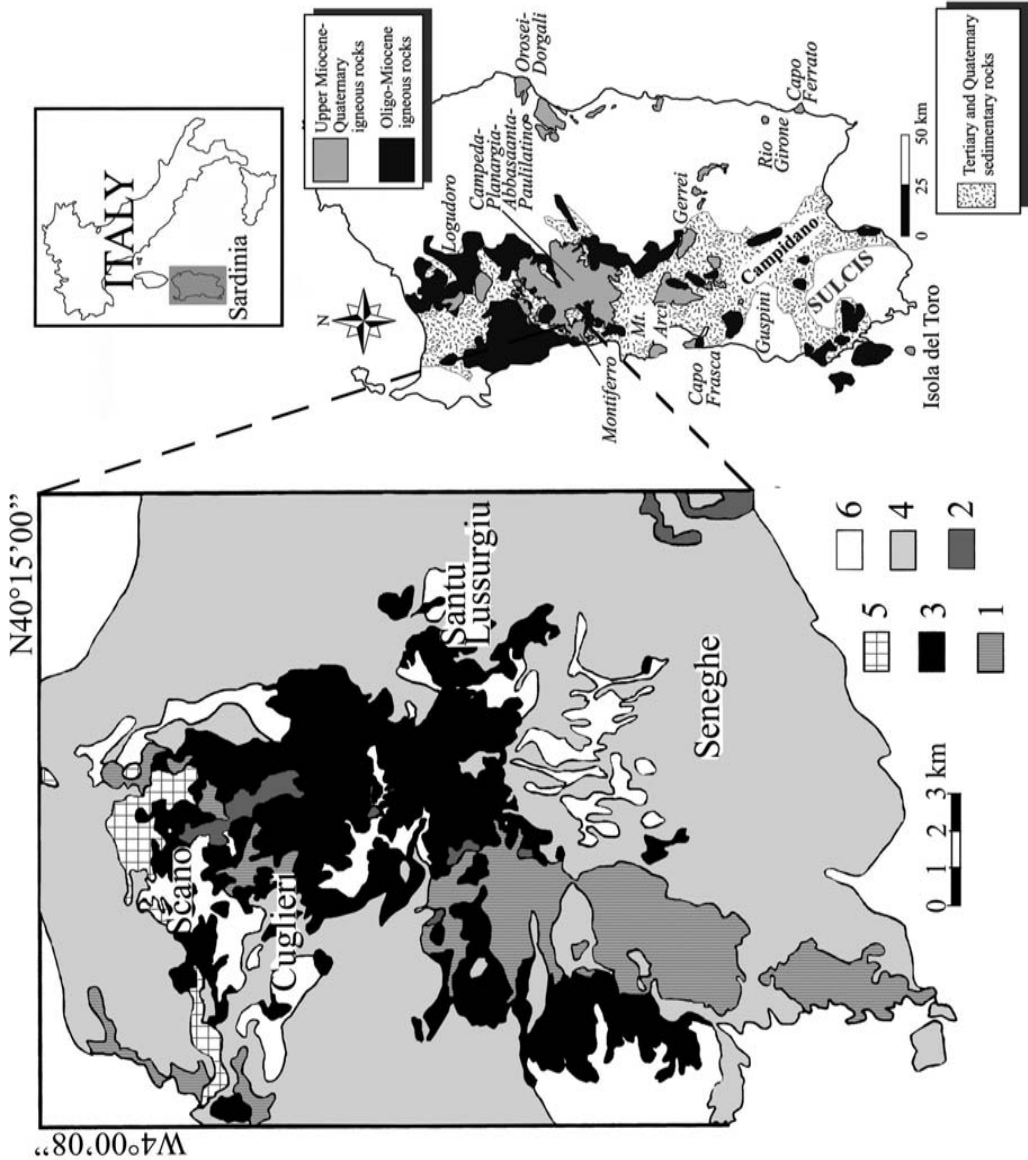 N40°15'00"
W4°00'08"
Scano
Cuglieri
Santu
Lussurgiu
Seneghe
0 1 2 3 km
5
6
3
4
1
2
ITALY
Sardinia
N
Upper Miocene-
Quaternary
igneous rocks
Oligo-Miocene
igneous rocks
Logudoro
Campeda-
Planargia-
Abbasanta-
Paulilatino
Orosei-
Dorgali
Montiferro
Mt.
Arci
Gerrei
Capo
Frasca
Guspini
Campidano
SULCIS
Rio
Girone
Capo
Ferrato
Isola del Toro
0 25 50 km
Tertiary and Quaternary
sedimentary rocks